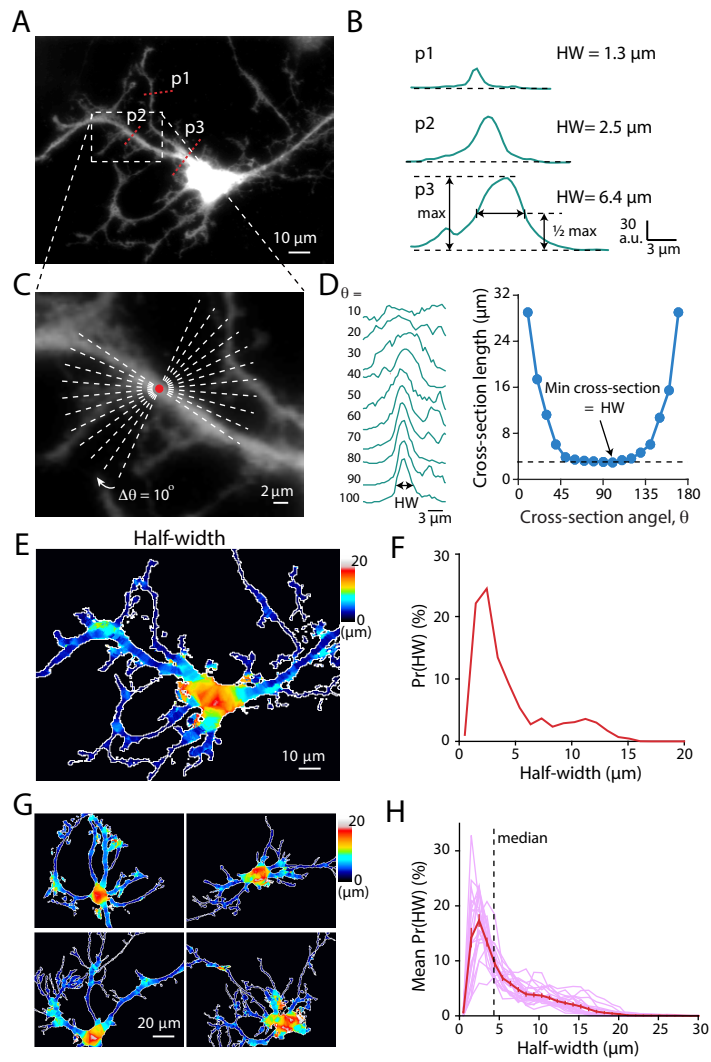 A
p1
p2
p3
10 μm
B
p1
HW = 1.3 μm
p2
HW = 2.5 μm
p3
HW= 6.4 μm
max
½ max
30
a.u.
3 μm
C
Δθ = 10°
2 μm
D
θ =
10
20
30
40
50
60
70
80
90
100
HW
3 μm
Cross-section length (μm)
32
24
16
8
0
Min cross-section
= HW
0 45 90 135 180
Cross-section angel, θ
E
Half-width
20
10
0
(μm)
10 μm
F
Pr(HW) (%)
30
20
10
0
0 5 10 15 20
Half-width (μm)
G
20
10
0
(μm)
20 μm
H
median
Mean Pr(HW) (%)
30
20
10
0
0 5 10 15 20 25 30
Half-width (μm)